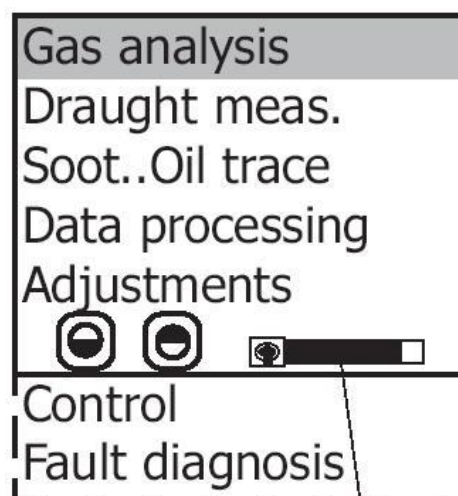 Gas analysis
Draught meas.
Soot..Oil trace
Data processing
Adjustments
Control
Fault diagnosis